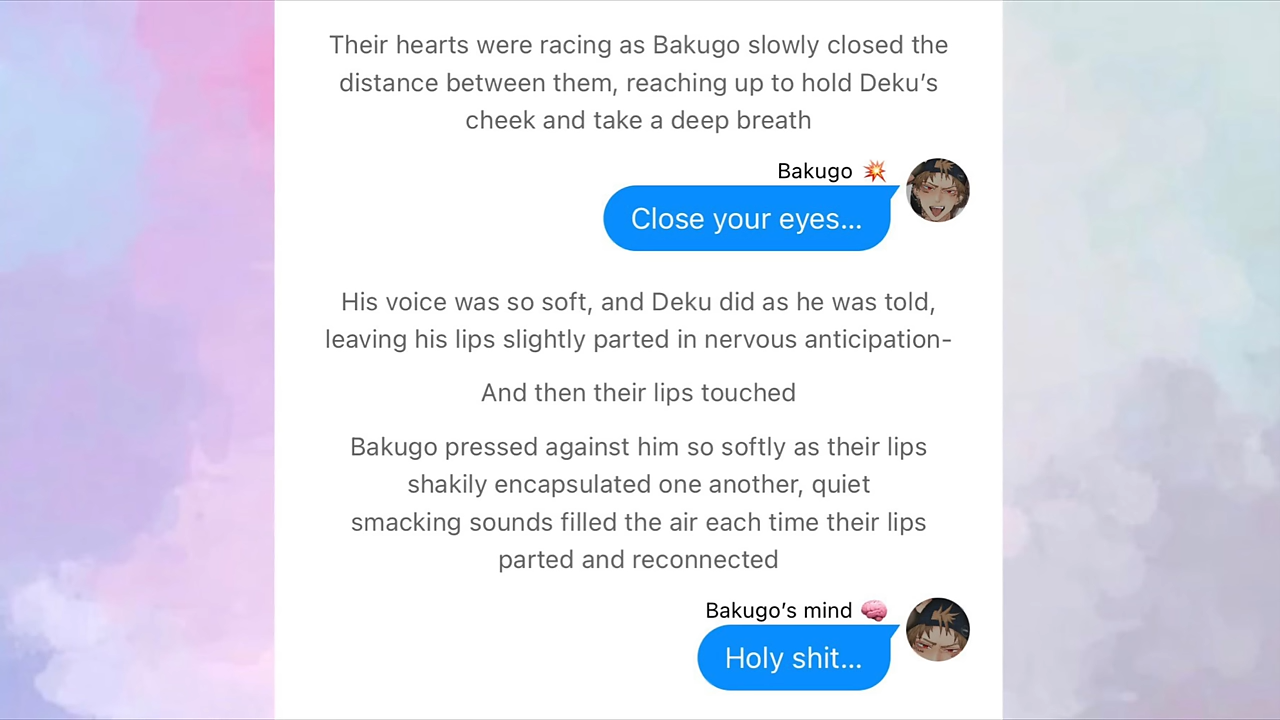 Their hearts were racing as Bakugo slowly closed the
distance between them, reaching up to hold Deku’s
cheek and take a deep breath
Bakugo 💥
Close your eyes...
His voice was so soft, and Deku did as he was told,
leaving his lips slightly parted in nervous anticipation-
And then their lips touched
Bakugo pressed against him so softly as their lips
shakily encapsulated one another, quiet
smacking sounds filled the air each time their lips
parted and reconnected
Bakugo’s mind 🧠
Holy shit...